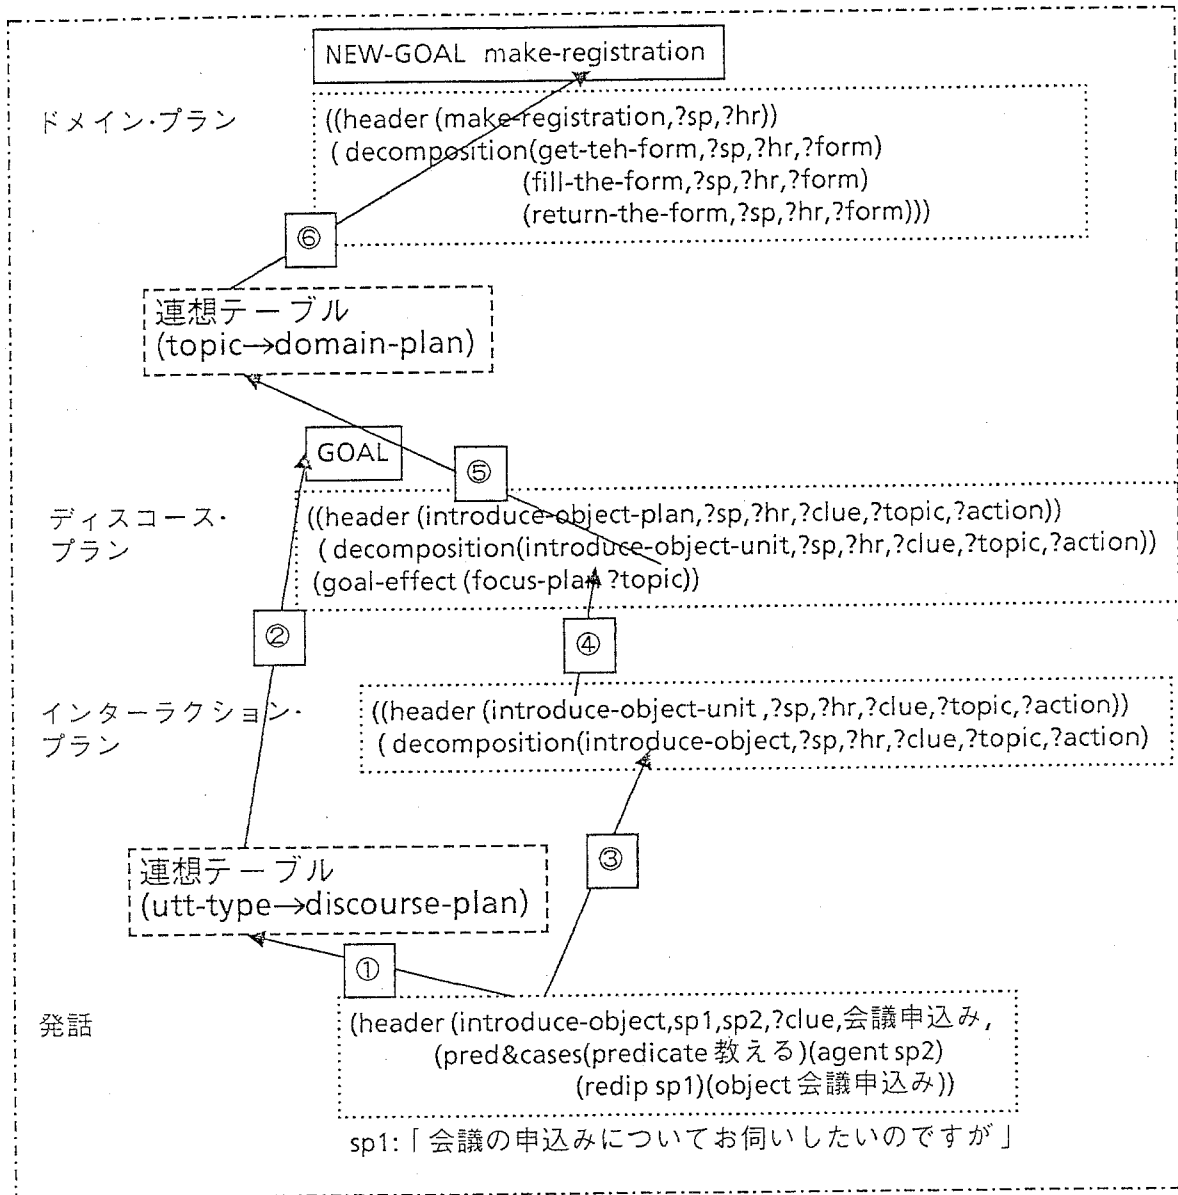 NEW-GOAL make-registration
ドメイン・プラン
((header (make-registration,?sp,?hr))
( decomposition(get-teh-form,?sp,?hr,?form)
(fill-the-form,?sp,?hr,?form)
(return-the-form,?sp,?hr,?form)))
⑥
連想テーブル
(topic→domain-plan)
GOAL
⑤
ディスコース・
プラン
((header (introduce-object-plan,?sp,?hr,?clue,?topic,?action))
( decomposition(introduce-object-unit,?sp,?hr,?clue,?topic,?action))
(goal-effect (focus-plan ?topic))
②
④
インターラクション・
プラン
((header (introduce-object-unit ,?sp,?hr,?clue,?topic,?action))
( decomposition(introduce-object,?sp,?hr,?clue,?topic,?action)
③
連想テーブル
(utt-type→discourse-plan)
①
発話
(header (introduce-object,sp1,sp2,?clue,会議申込み,
(pred&cases(predicate 教える)(agent sp2)
(redip sp1)(object 会議申込み))
sp1:「会議の申込みについてお伺いしたいのですが」